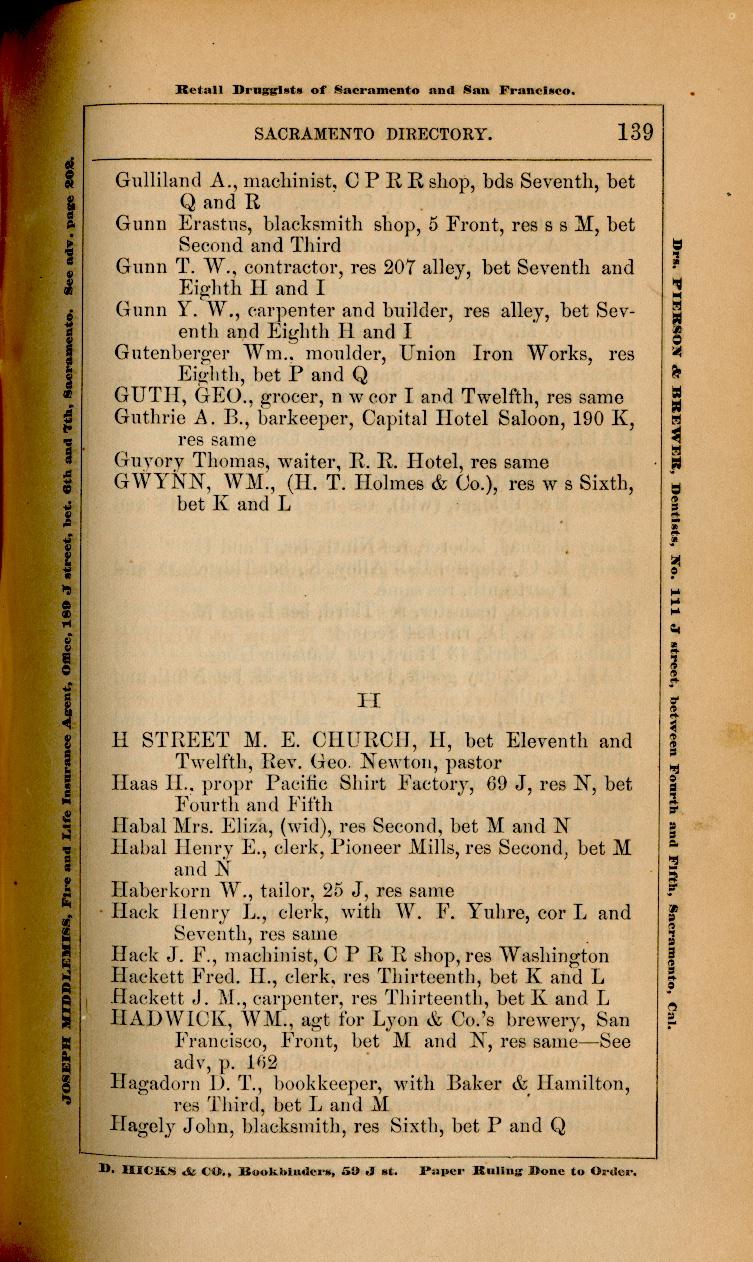 Retail Druggists of Sacramento and San Francisco.
SACRAMENTO DIRECTORY. 139
Gulliland A., machinist, C P R R shop, bds Seventh, bet
Q and R
Gunn Erastus, blacksmith shop, 5 Front, res s s M, bet
Second and Third
Gunn T. W., contractor, res 207 alley, bet Seventh and
Eighth H and I
Gunn Y. W., carpenter and builder, res alley, bet Sev-
enth and Eighth H and I
Gutenberger Wm., moulder, Union Iron Works, res
Eighth, bet P and Q
GUTH, GEO., grocer, n w cor I and Twelfth, res same
Guthrie A. B., barkeeper, Capital Hotel Saloon, 190 K,
res same
Guyory Thomas, waiter, R. R. Hotel, res same
GWYNN, WM., (H. T. Holmes & Co.), res w s Sixth,
bet K and L
H
H STREET M. E. CHURCH, H, bet Eleventh and
Twelfth, Rev. Geo. Newton, pastor
Haas H., propr Pacific Shirt Factory, 69 J, res N, bet
Fourth and Fifth
Habal Mrs. Eliza, (wid), res Second, bet M and N
Habal Henry E., clerk, Pioneer Mills, res Second, bet M
and N
Haberkorn W., tailor, 25 J, res same
Hack Henry L., clerk, with W. F. Yuhre, cor L and
Seventh, res same
Hack J. F., machinist, C P R R shop, res Washington
Hackett Fred. H., clerk, res Thirteenth, bet K and L
Hackett J. M., carpenter, res Thirteenth, bet K and L
HADWICK, WM., agt for Lyon & Co.'s brewery, San
Francisco, Front, bet M and N, res same—See
adv, p. 162
Hagadorn D. T., bookkeeper, with Baker & Hamilton,
res Third, bet L and M
Hagely John, blacksmith, res Sixth, bet P and Q
D. HICKS & CO., Bookbinders, 59 J st. Paper Ruling Done to Order.
JOSEPH MIDDLEMISS, Fire and Life Insurance Agent, Office, 189 J street, bet. 6th and 7th, Sacramento. See adv. page 202.
Drs. PIERSON & BREWER, Dentists, No. 111 J street, between Fourth and Fifth, Sacramento, Cal.